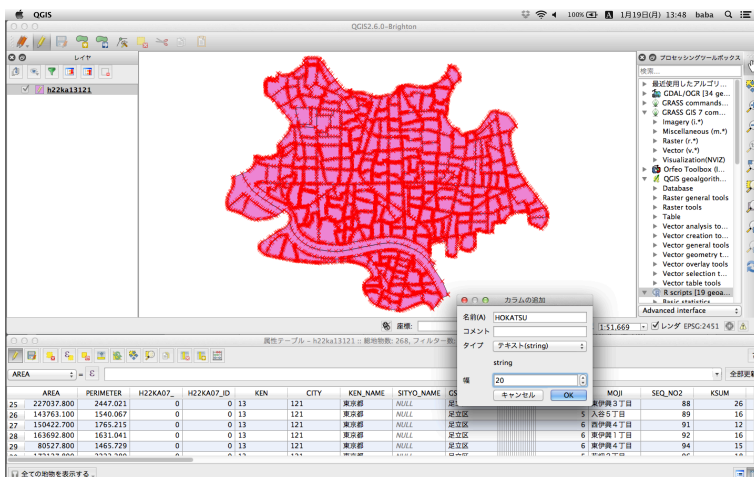 QGIS
100% 1月19日(月) 13:48 baba
QGIS2.6.0-Brighton
レイヤ
h22ka13121
プロセッシングツールボックス
検索...
最近使用したアルゴリ...
GDAL/OGR [34 ge...
GRASS commands...
GRASS GIS 7 com...
Imagery (i.*)
Miscellaneous (m.*)
Raster (r.*)
Vector (v.*)
Visualization(NVIZ)
Orfeo Toolbox (I...
QGIS geoalgorith...
Database
Raster general tools
Raster tools
Table
Vector analysis to...
Vector creation to...
Vector general tools
Vector geometry t...
Vector overlay tools
Vector selection t...
Vector table tools
R scripts [19 geoa...
Basic statistics
Advanced interface
座標:
1:51,669
レンダ
EPSG:2451
カラムの追加
名前(A) HOKATSU
コメント
タイプ テキスト(string)
string
幅 20
キャンセル OK
属性テーブル - h22ka13121 :: 総地物数: 268, フィルター数
AREA = ε
全部更
AREA PERIMETER H22KA07_ H22KA07_ID KEN CITY KEN_NAME SITYO_NAME GS MOJI SEQ_NO2 KSUM
25 227037.800 2447.021 0 0 13 121 東京都 NULL 足立区 東伊興3丁目 88 26
26 143763.100 1540.067 0 0 13 121 東京都 NULL 足立区 5 入谷5丁目 89 16
27 150422.700 1765.215 0 0 13 121 東京都 NULL 足立区 6 西伊興4丁目 91 12
28 163692.800 1631.041 0 0 13 121 東京都 NULL 足立区 6 東伊興1丁目 92 16
29 80527.800 1465.729 0 0 13 121 東京都 NULL 足立区 6 東伊興4丁目 94 15
全ての地物を表示する